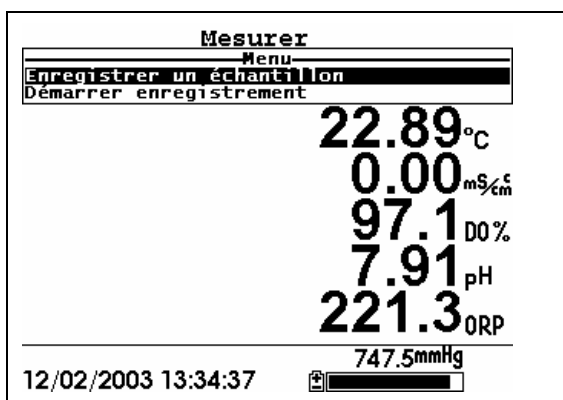 Mesurer
Menu
Enregistrer un échantillon
Démarrer enregistrement
22.89°C
0.00mS/cm c
97.1DO%
7.91pH
221.3ORP
747.5mmHg
12/02/2003 13:34:37